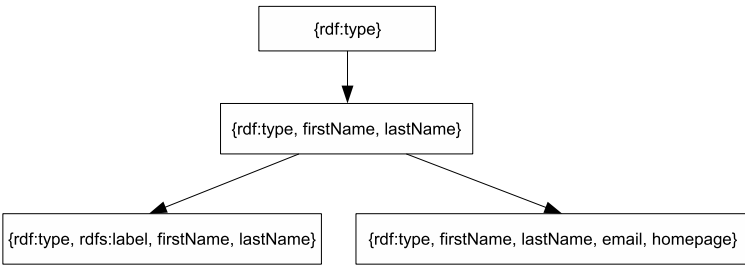 {rdf:type}
{rdf:type, firstName, lastName}
{rdf:type, rdfs:label, firstName, lastName}
{rdf:type, firstName, lastName, email, homepage}